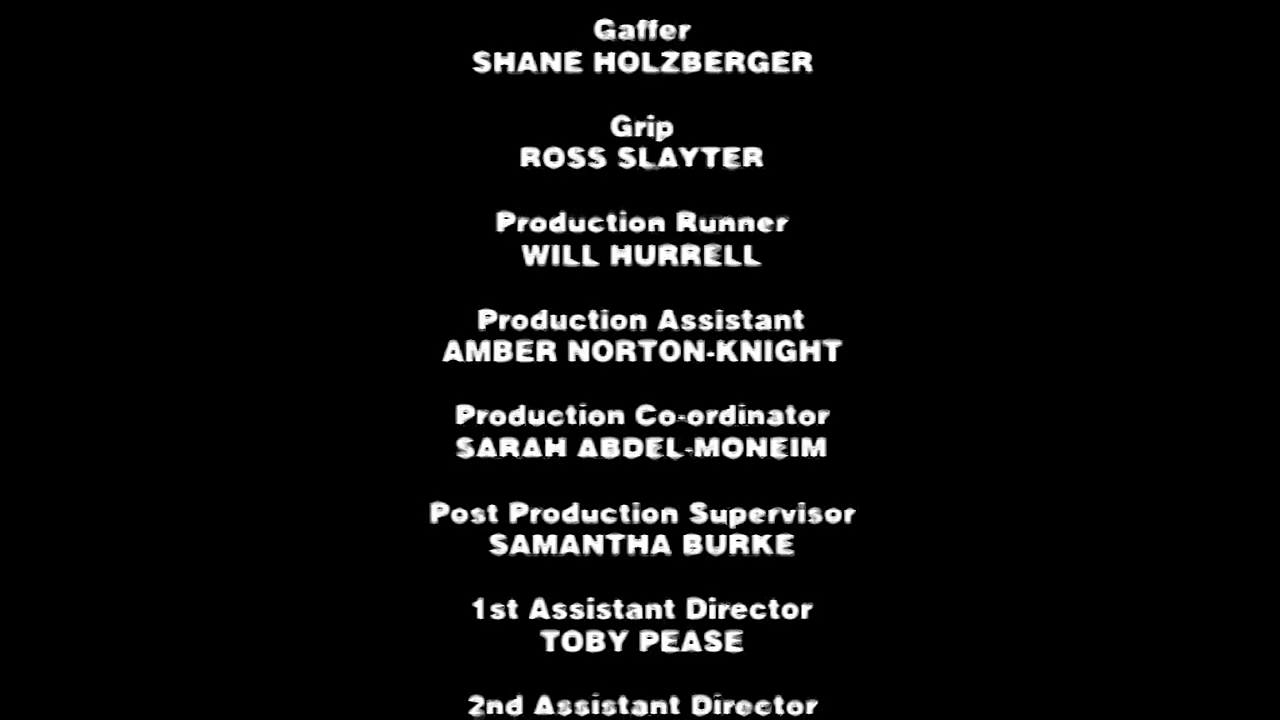 Gaffer
SHANE HOLZBERGER
Grip
ROSS SLAYTER
Production Runner
WILL HURRELL
Production Assistant
AMBER NORTON-KNIGHT
Production Co-ordinator
SARAH ABDEL-MONEIM
Post Production Supervisor
SAMANTHA BURKE
1st Assistant Director
TOBY PEASE
2nd Assistant Director